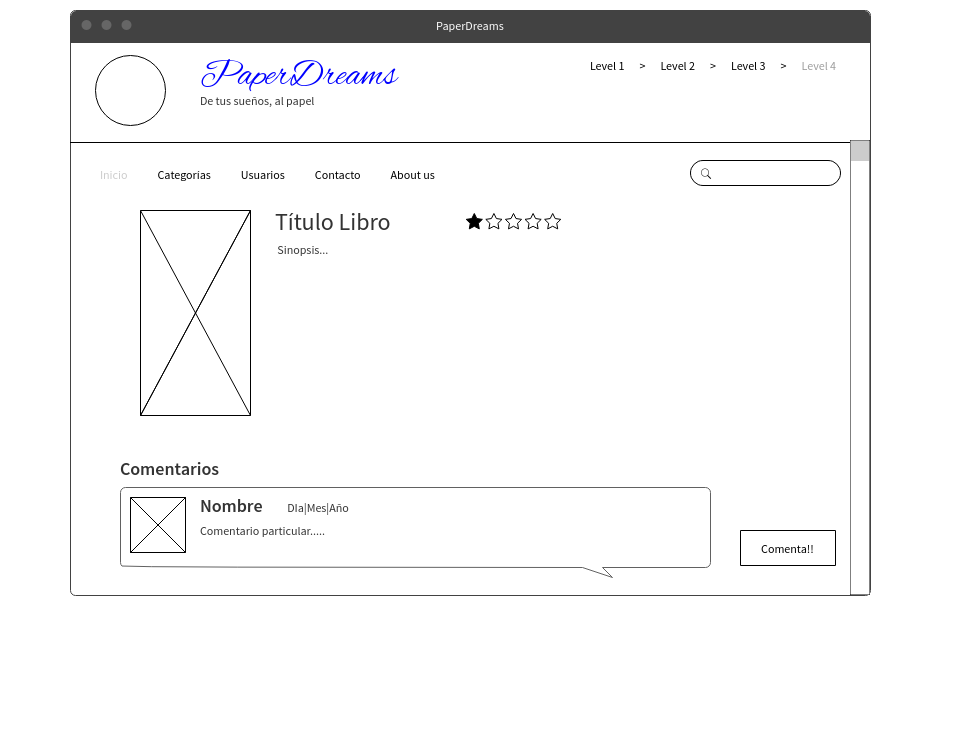 PaperDreams
PaperDreams
De tus sueños, al papel
Level 1 > Level 2 > Level 3 > Level 4
Inicio Categorías Usuarios Contacto About us
Título Libro
Sinopsis...
Comentarios
Nombre DIa|Mes|Año
Comentario particular.....
Comenta!!